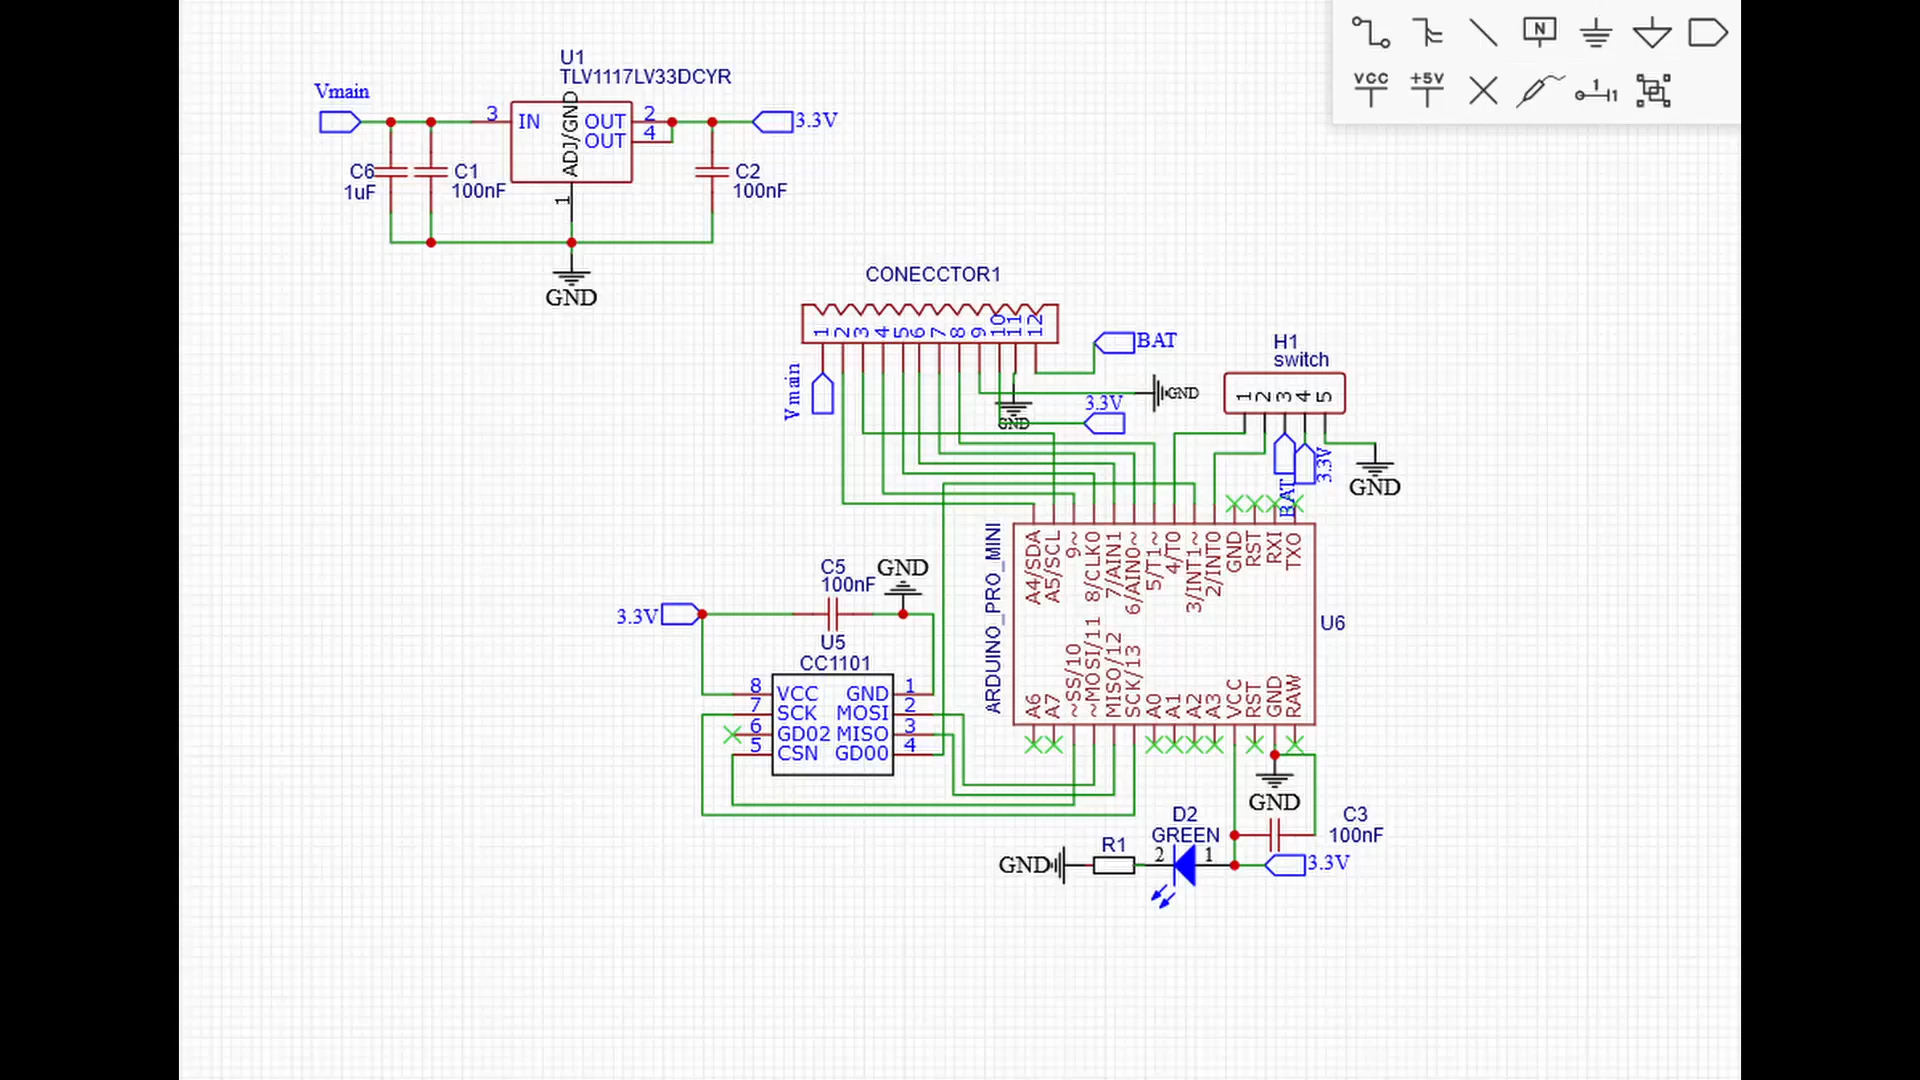 N
VCC
+5V
1
1
U1
TLV1117LV33DCYR
Vmain
3
IN
ADJ/GND
OUT
2
OUT
4
3.3V
C6
1uF
C1
100nF
C2
100nF
1
GND
CONECCTOR1
1 2 3 4 5 6 7 8 9 10 11 12
BAT
Vmain
GND
GND
3.3V
H1
switch
1 2 3 4 5
BAT
3.3V
GND
ARDUINO_PRO_MINI
A4/SDA
A5/SCL
9~
8/CLK0
7/AIN1
6/AIN0~
5/T1~
4/T0
3/INT1~
2/INT0
GND
RST
RXI
TXO
U6
A6
A7
~SS/10
~MOSI/11
MISO/12
SCK/13
A0
A1
A2
A3
VCC
RST
GND
RAW
C5
100nF
GND
3.3V
U5
CC1101
8 VCC GND 1
7 SCK MOSI 2
6 GD02 MISO 3
5 CSN GD00 4
GND
C3
100nF
D2
GREEN
GND
R1
2
1
3.3V